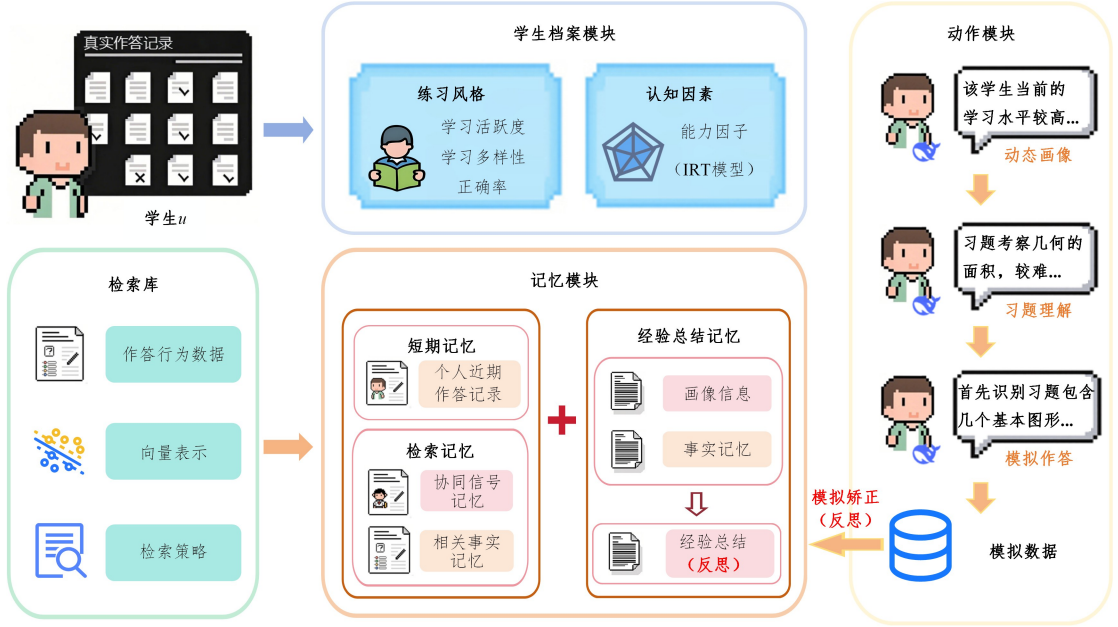 真实作答记录
学生u
学生档案模块
练习风格
学习活跃度
学习多样性
正确率
认知因素
能力因子
（IRT模型）
动作模块
该学生当前的
学习水平较高...
动态画像
习题考察几何的
面积，较难...
习题理解
首先识别习题包含
几个基本图形...
模拟作答
模拟数据
模拟矫正
（反思）
检索库
作答行为数据
向量表示
检索策略
记忆模块
短期记忆
个人近期
作答记录
检索记忆
协同信号
记忆
相关事实
记忆
经验总结记忆
画像信息
事实记忆
经验总结
（反思）